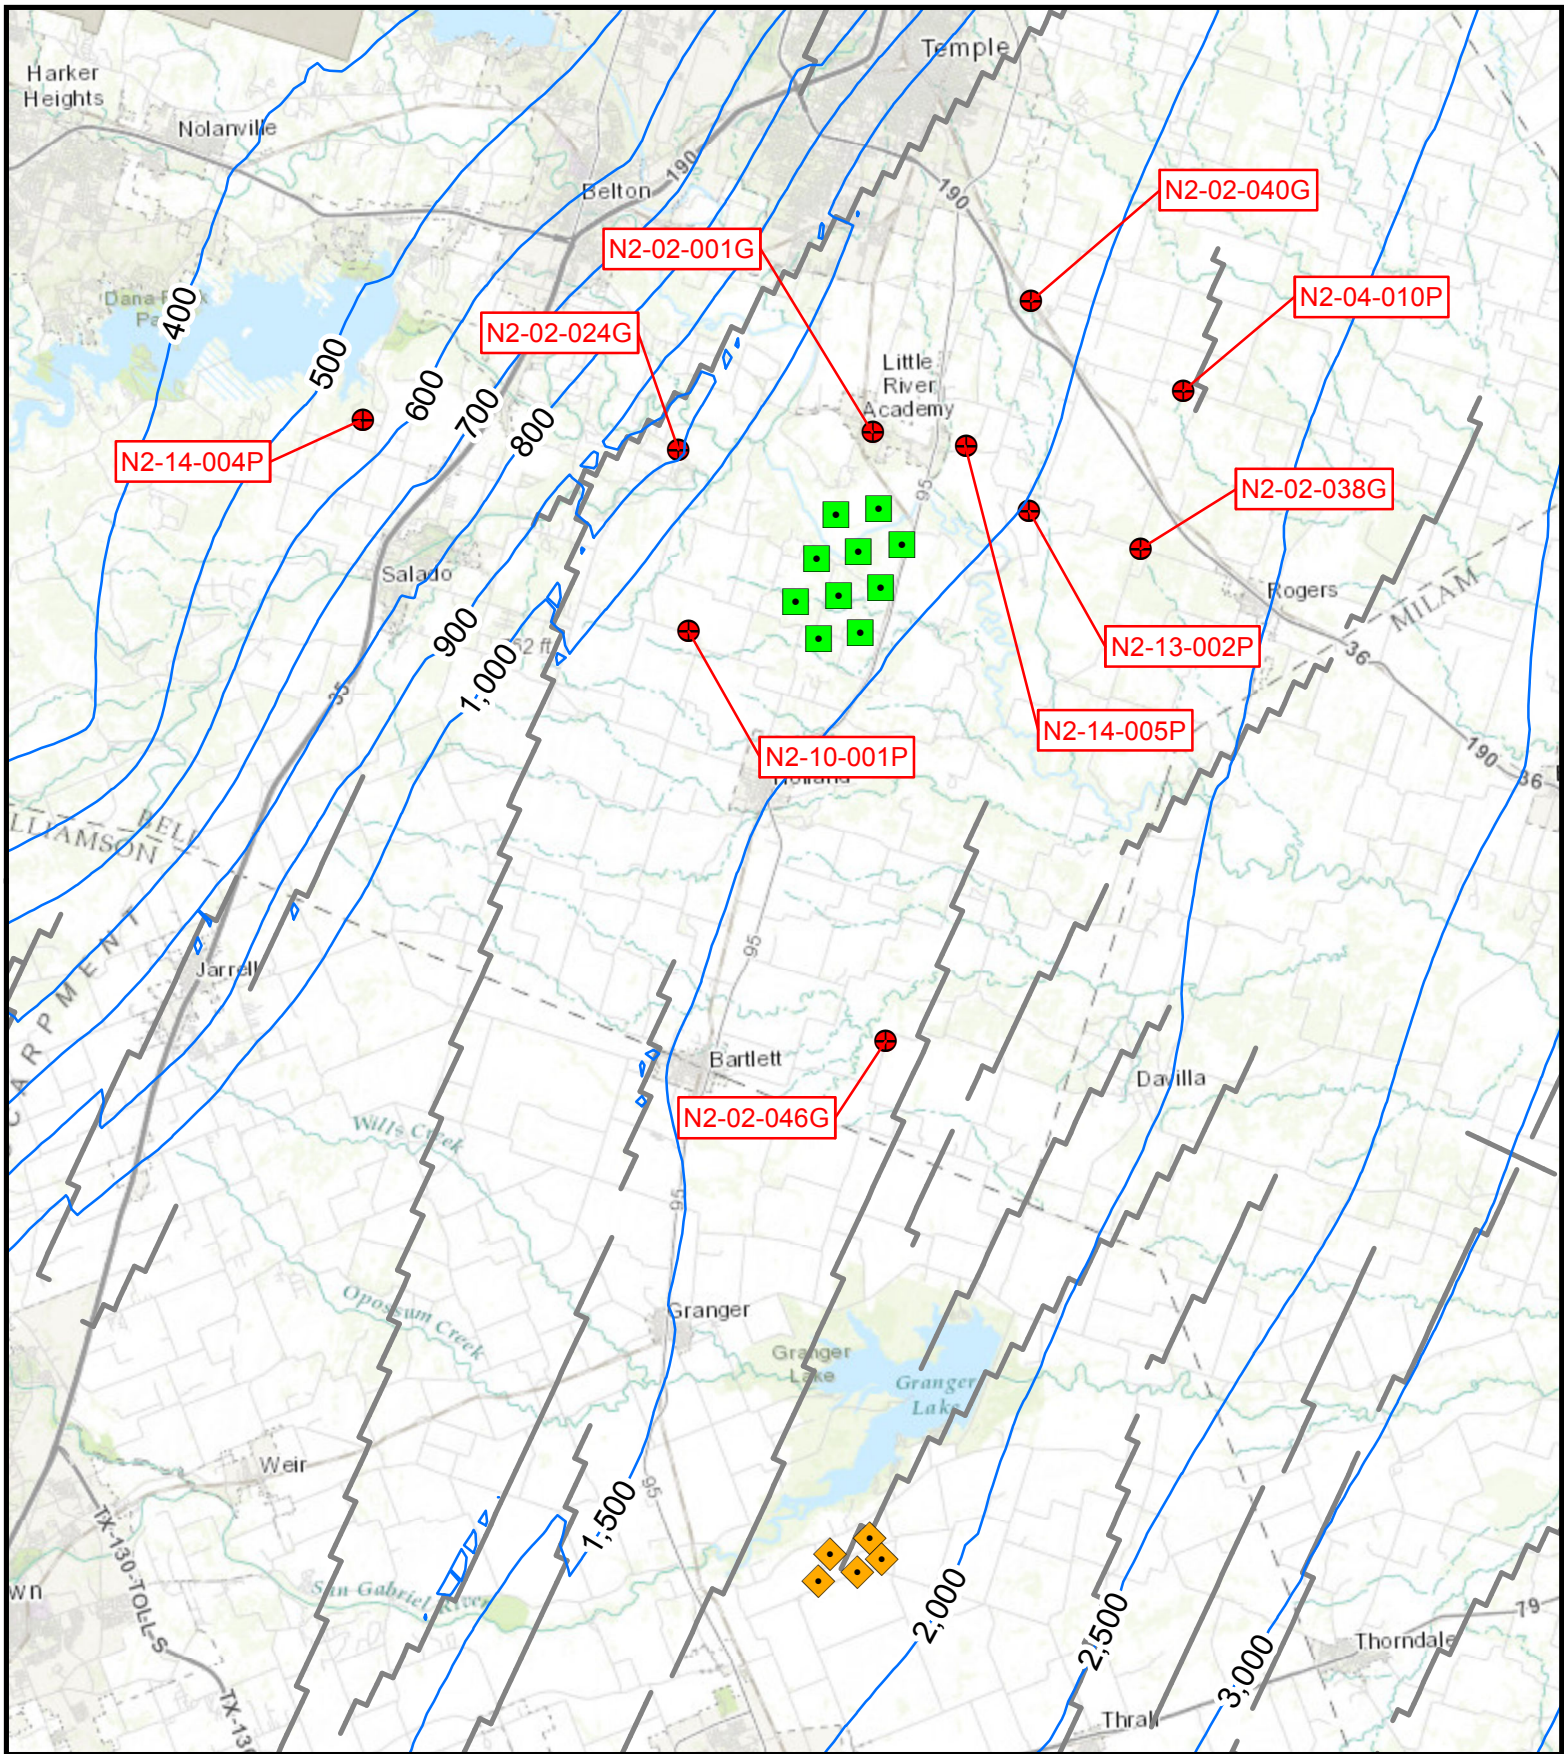 Temple
Harker
Heights
Nolanville
190
Belton
190
N2-02-040G
N2-02-001G
N2-04-010P
400
N2-02-024G
500
Little
River
Academy
600
700
800
N2-14-004P
95
N2-02-038G
Salado
Rogers
MILAM
900
N2-13-002P
36
1,000
35
N2-14-005P
N2-10-001P
190
36
BELL
95
Jarrell
Bartlett
Davilla
N2-02-046G
Wills Creek
95
Granger
Opossum Creek
Granger
Lake
Granger
Lake
Weir
95
1,500
TX-130-TOLL-S
San Gabriel River
wn
2,000
2,500
79
Thorndale
3,000
Thrall